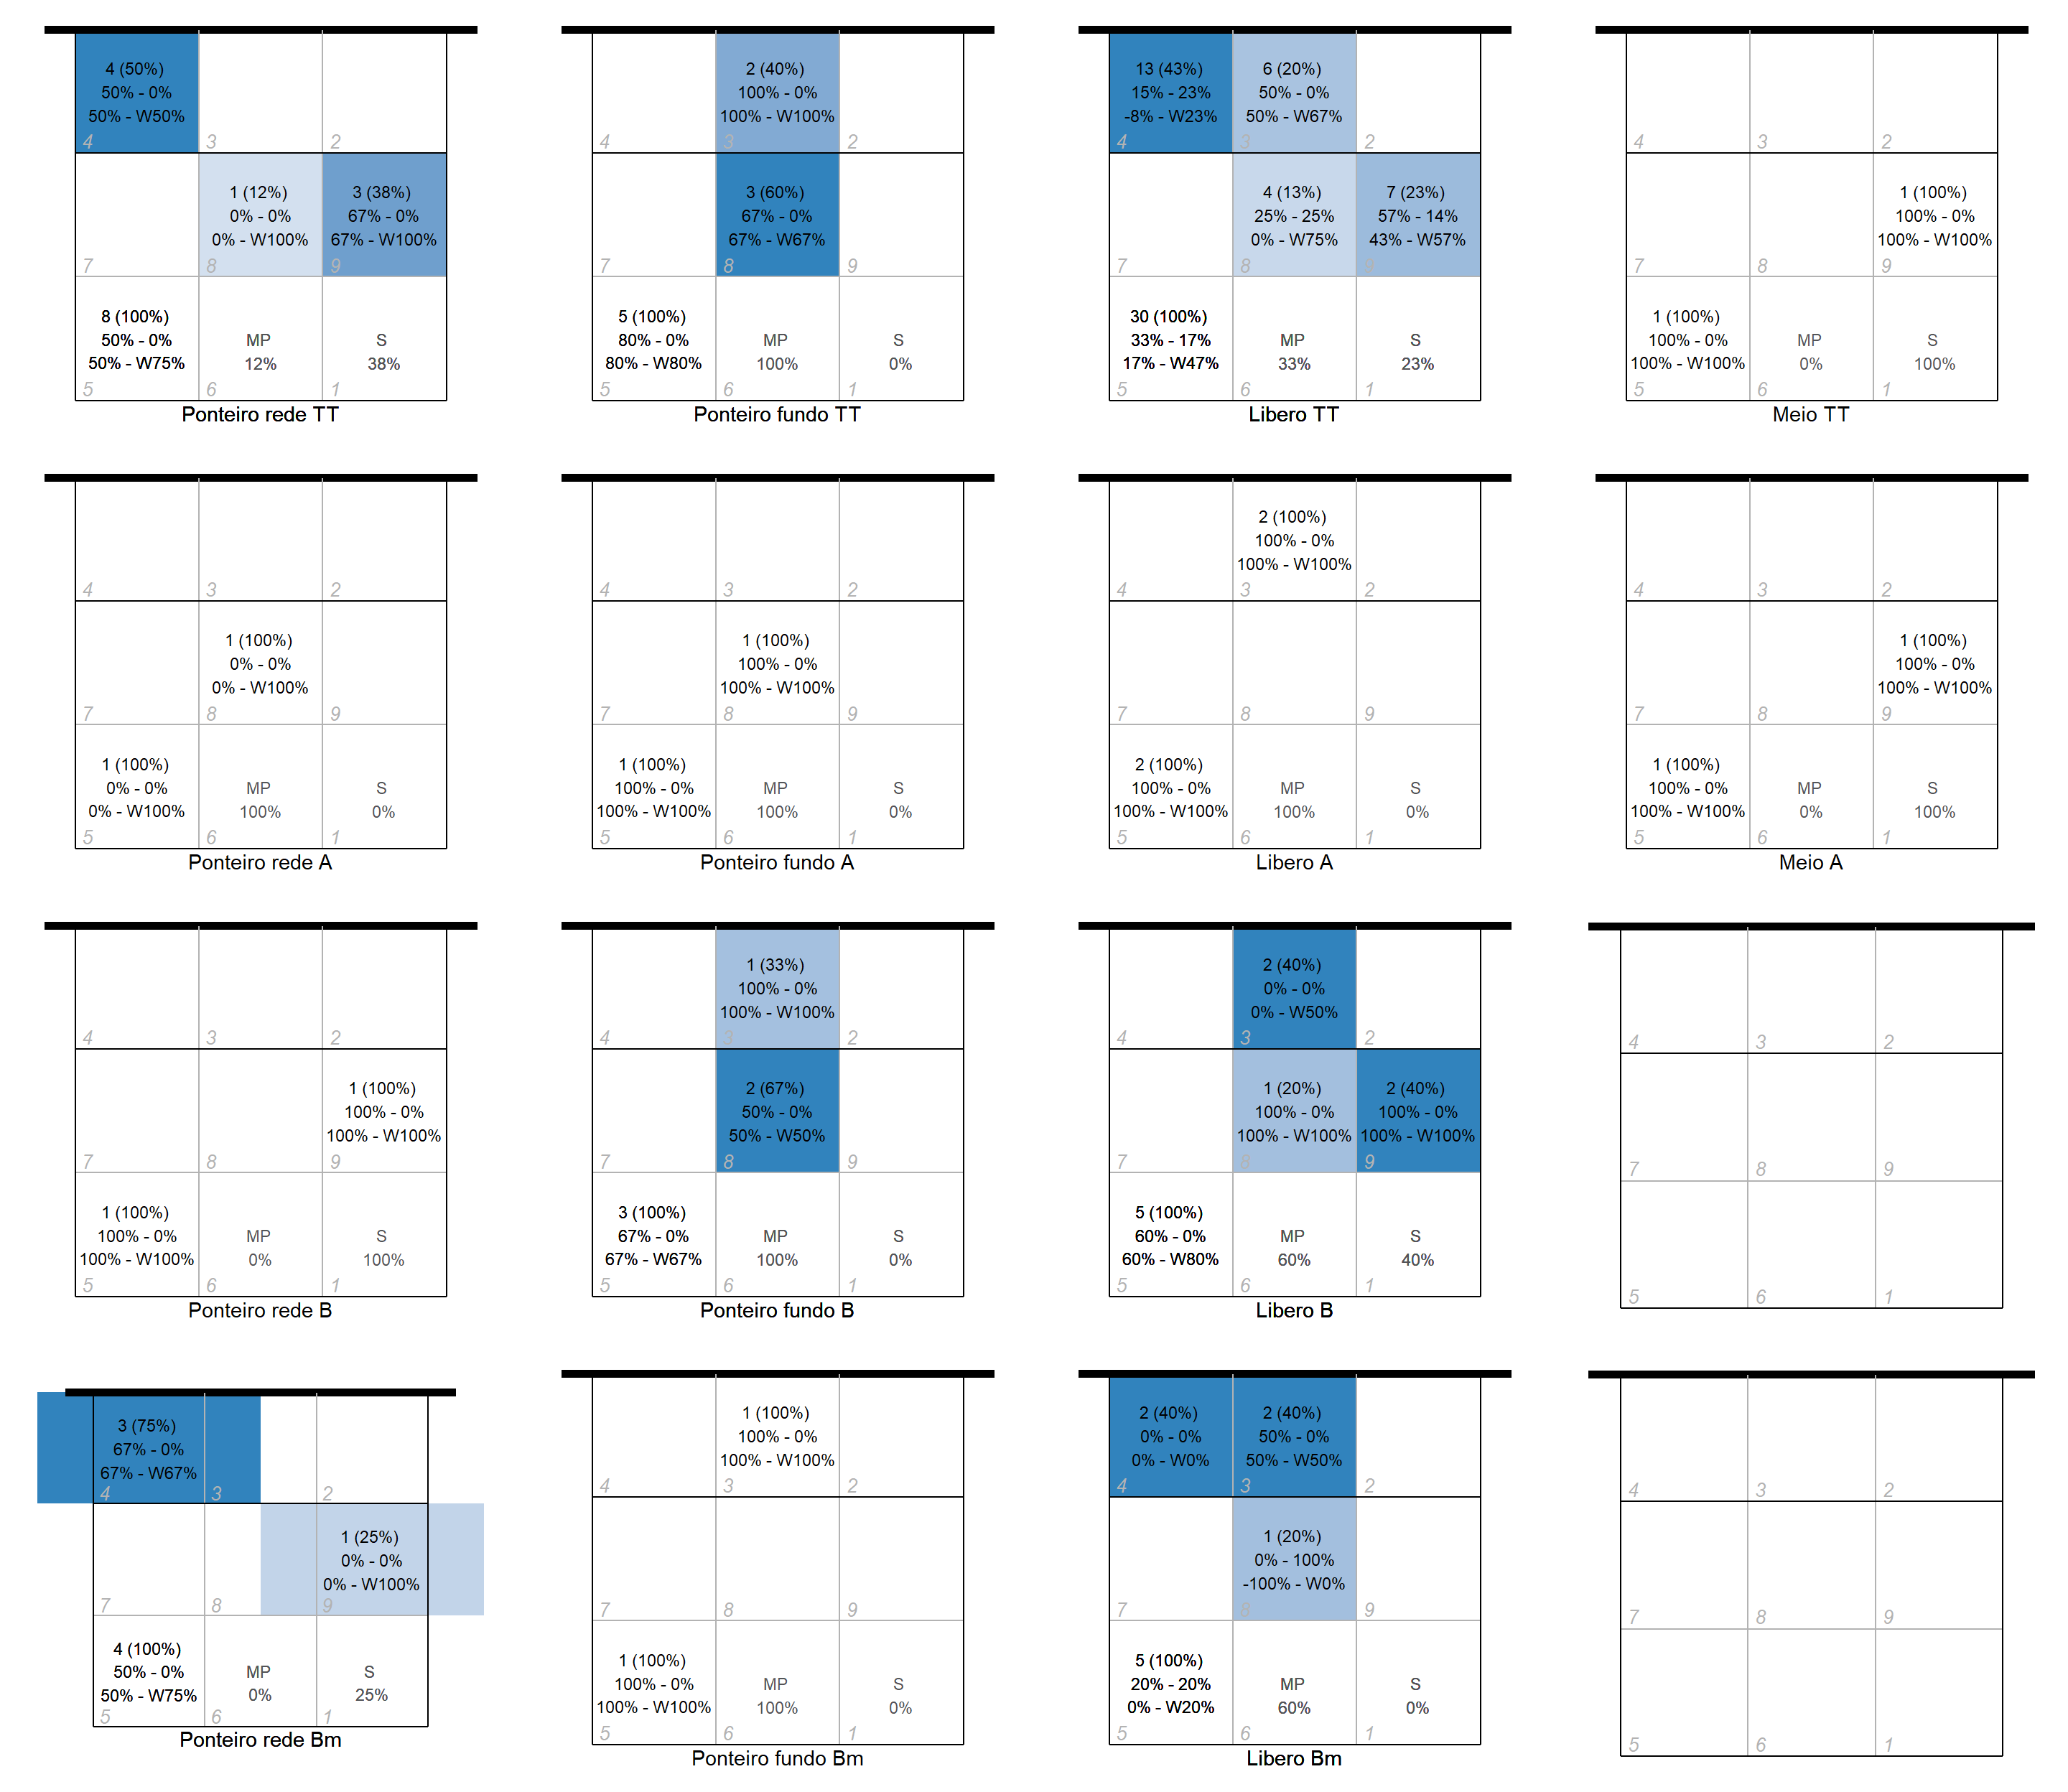 4 (50%)
50% - 0%
50% - W50%
4
3
2
1 (12%)
0% - 0%
0% - W100%
3 (38%)
67% - 0%
67% - W100%
7
8
9
8 (100%)
50% - 0%
50% - W75%
MP
12%
S
38%
5
6
1
Ponteiro rede TT
2 (40%)
100% - 0%
100% - W100%
4
3
2
3 (60%)
67% - 0%
67% - W67%
7
8
9
5 (100%)
80% - 0%
80% - W80%
MP
100%
S
0%
5
6
1
Ponteiro fundo TT
13 (43%)
15% - 23%
-8% - W23%
6 (20%)
50% - 0%
50% - W67%
4
3
2
4 (13%)
25% - 25%
0% - W75%
7 (23%)
57% - 14%
43% - W57%
7
8
9
30 (100%)
33% - 17%
17% - W47%
MP
33%
S
23%
5
6
1
Libero TT
4
3
2
1 (100%)
100% - 0%
100% - W100%
7
8
9
1 (100%)
100% - 0%
100% - W100%
MP
0%
S
100%
5
6
1
Meio TT
4
3
2
1 (100%)
0% - 0%
0% - W100%
7
8
9
1 (100%)
0% - 0%
0% - W100%
MP
100%
S
0%
5
6
1
Ponteiro rede A
4
3
2
1 (100%)
100% - 0%
100% - W100%
7
8
9
1 (100%)
100% - 0%
100% - W100%
MP
100%
S
0%
5
6
1
Ponteiro fundo A
2 (100%)
100% - 0%
100% - W100%
4
3
2
7
8
9
2 (100%)
100% - 0%
100% - W100%
MP
100%
S
0%
5
6
1
Libero A
4
3
2
1 (100%)
100% - 0%
100% - W100%
7
8
9
1 (100%)
100% - 0%
100% - W100%
MP
0%
S
100%
5
6
1
Meio A
4
3
2
1 (100%)
100% - 0%
100% - W100%
7
8
9
1 (100%)
100% - 0%
100% - W100%
MP
0%
S
100%
5
6
1
Ponteiro rede B
1 (33%)
100% - 0%
100% - W100%
4
3
2
2 (67%)
50% - 0%
50% - W50%
7
8
9
3 (100%)
67% - 0%
67% - W67%
MP
100%
S
0%
5
6
1
Ponteiro fundo B
2 (40%)
0% - 0%
0% - W50%
4
3
2
1 (20%)
100% - 0%
100% - W100%
2 (40%)
100% - 0%
100% - W100%
7
8
9
5 (100%)
60% - 0%
60% - W80%
MP
60%
S
40%
5
6
1
Libero B
4
3
2
7
8
9
5
6
1
3 (75%)
67% - 0%
67% - W67%
4
3
2
1 (25%)
0% - 0%
0% - W100%
7
8
9
4 (100%)
50% - 0%
50% - W75%
MP
0%
S
25%
5
6
1
Ponteiro rede Bm
1 (100%)
100% - 0%
100% - W100%
4
3
2
7
8
9
1 (100%)
100% - 0%
100% - W100%
MP
100%
S
0%
5
6
1
Ponteiro fundo Bm
2 (40%)
0% - 0%
0% - W0%
2 (40%)
50% - 0%
50% - W50%
4
3
2
1 (20%)
0% - 100%
-100% - W0%
7
8
9
5 (100%)
20% - 20%
0% - W20%
MP
60%
S
0%
5
6
1
Libero Bm
4
3
2
7
8
9
5
6
1